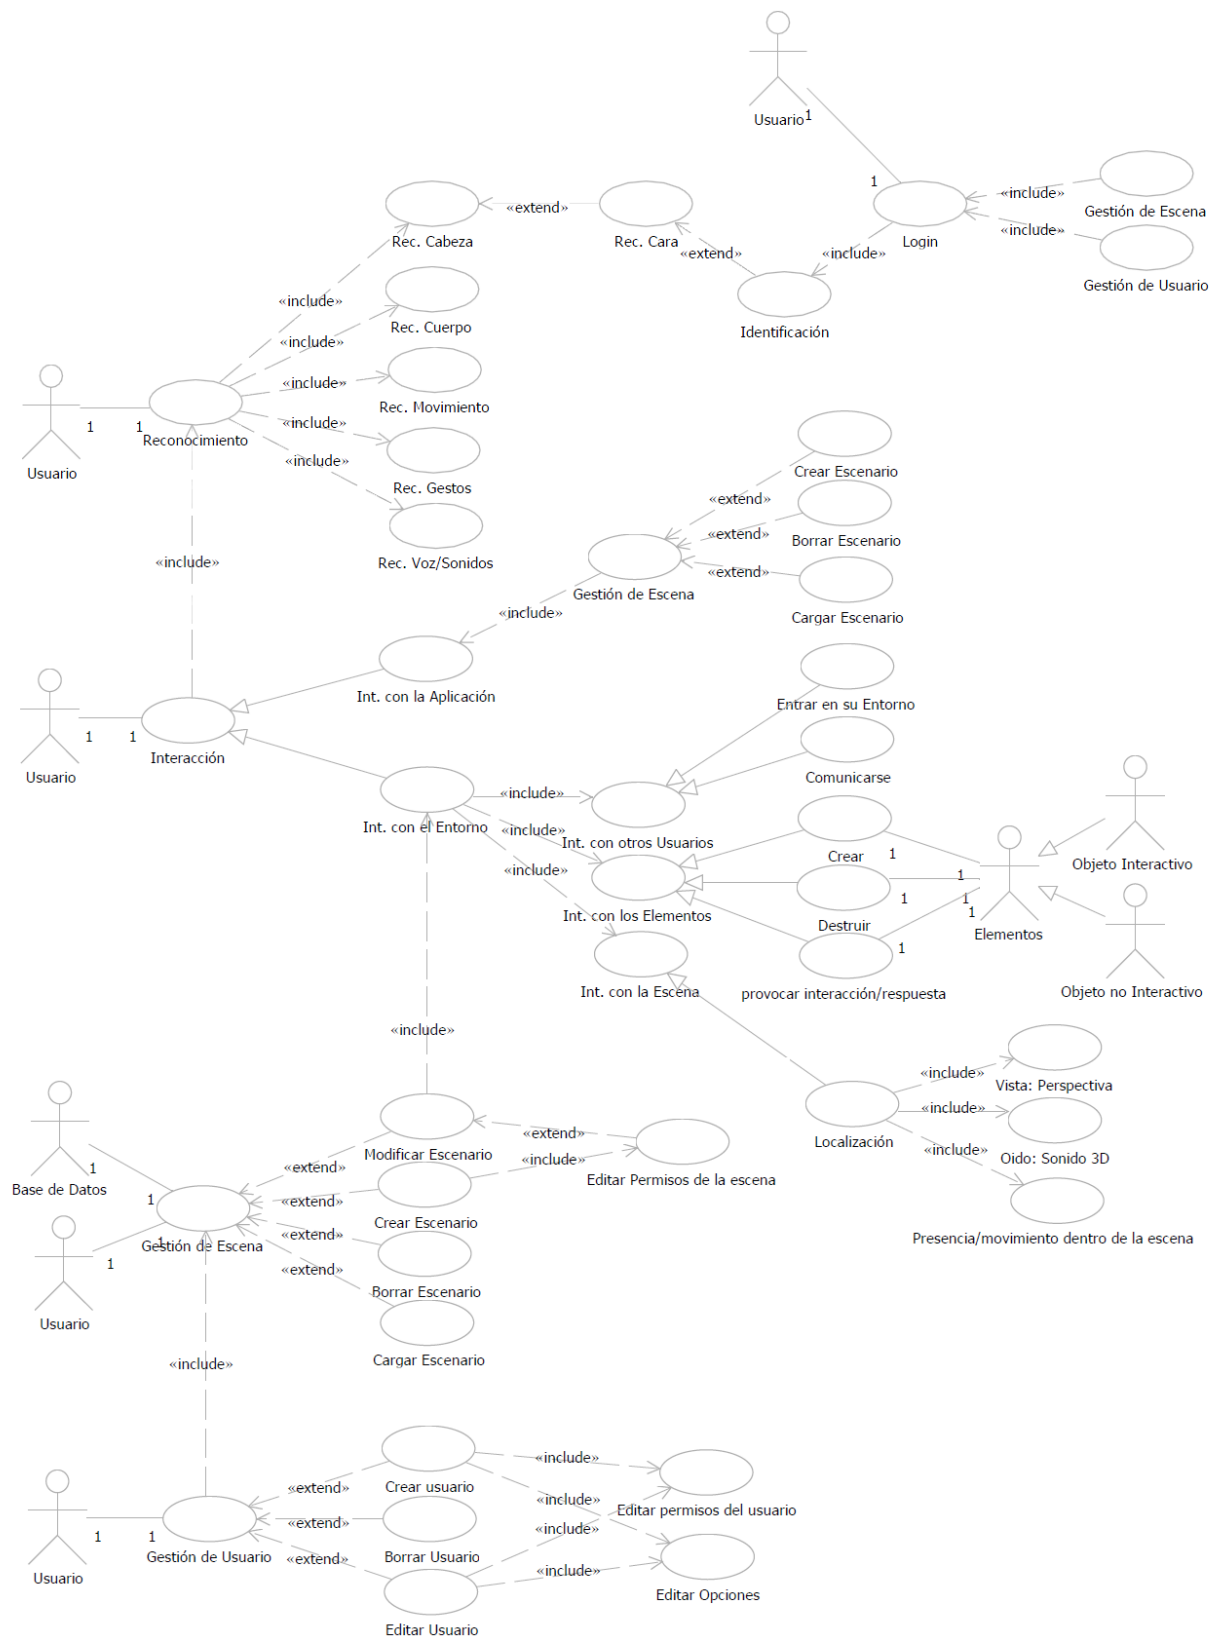 Usuario
1
1
«include»
Gestión de Escena
«include»
Gestión de Usuario
Login
«extend»
Rec. Cabeza
Rec. Cara
«extend»
«include»
Identificación
«include»
Rec. Cuerpo
«include»
«include»
Rec. Movimiento
«include»
Rec. Gestos
«include»
Rec. Voz/Sonidos
1
1
Reconocimiento
Usuario
«include»
Crear Escenario
«extend»
Borrar Escenario
«extend»
«extend»
Cargar Escenario
Gestión de Escena
«include»
Int. con la Aplicación
Entrar en su Entorno
1
1
Interacción
Usuario
Comunicarse
«include»
Int. con el Entorno
«include»
Int. con otros Usuarios
«include»
Crear
1
1
Objeto Interactivo
Int. con los Elementos
1
1
Destruir
1
Elementos
1
Int. con la Escena
provocar interacción/respuesta
Objeto no Interactivo
«include»
«include»
Vista: Perspectiva
«include»
Localización
«include»
Oido: Sonido 3D
Presencia/movimiento dentro de la escena
«extend»
Modificar Escenario
«include»
Editar Permisos de la escena
«extend»
1
Base de Datos
1
«extend»
Crear Escenario
1
Gestión de Escena
«extend»
1
«extend»
Borrar Escenario
Usuario
Cargar Escenario
«include»
«include»
Crear usuario
«extend»
«include»
Editar permisos del usuario
«extend»
«include»
1
1
Gestión de Usuario
Borrar Usuario
«extend»
«include»
Usuario
Editar Opciones
Editar Usuario